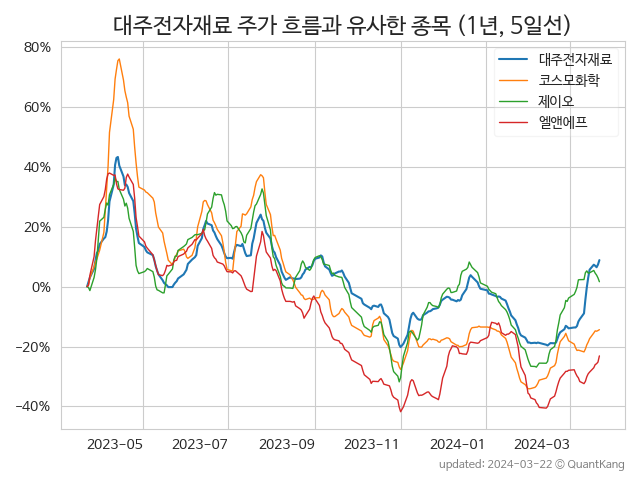 대주전자재료 주가 흐름과 유사한 종목 (1년, 5일선)
대주전자재료
코스모화학
제이오
엘앤에프
80%
60%
40%
20%
0%
−20%
−40%
2023−05
2023−07
2023−09
2023−11
2024−01
2024−03
updated: 2024−03−22 © QuantKang